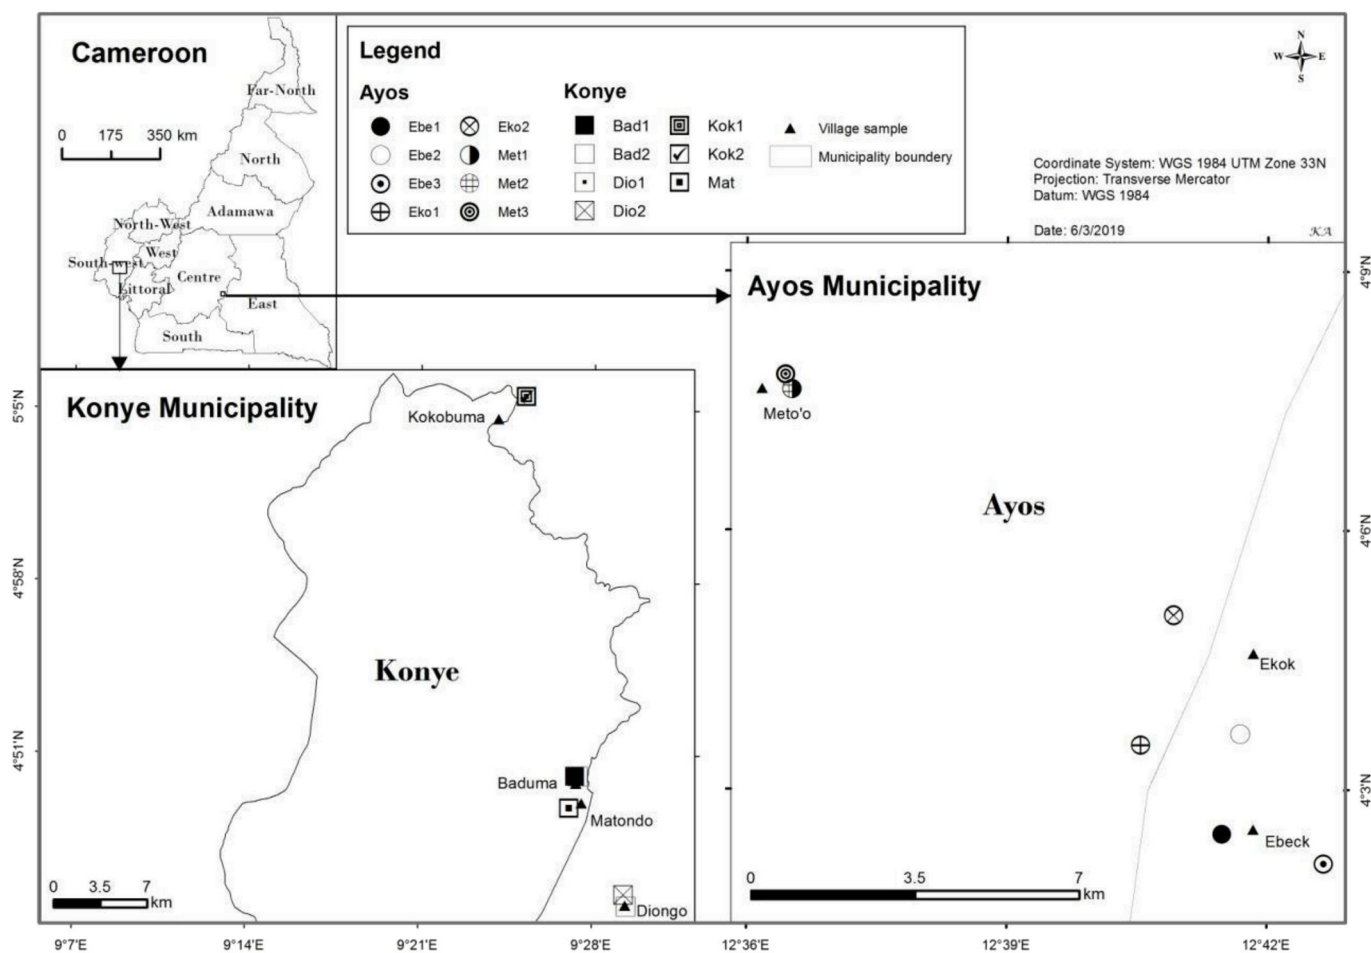 Cameroon
0 175 350 km
Far-North
North
Adamawa
North-West
West
South-west
Centre
Littoral
East
South
Legend
Ayos
Konye
Ebe1
Eko2
Bad1
Kok1
Village sample
Ebe2
Met1
Bad2
Kok2
Municipality boundary
Ebe3
Met2
Dio1
Mat
Eko1
Met3
Dio2
N
W E
S
Coordinate System: WGS 1984 UTM Zone 33N
Projection: Transverse Mercator
Datum: WGS 1984
Date: 6/3/2019
KA
Konye Municipality
Kokobuma
Konye
Baduma
Matondo
Diongo
0 3.5 7
km
5°5'N
4°58'N
4°51'N
9°7'E
9°14'E
9°21'E
9°28'E
Ayos Municipality
Meto'o
Ayos
Ekok
Ebeck
0 3.5 7
km
4°9'N
4°6'N
4°3'N
12°36'E
12°39'E
12°42'E